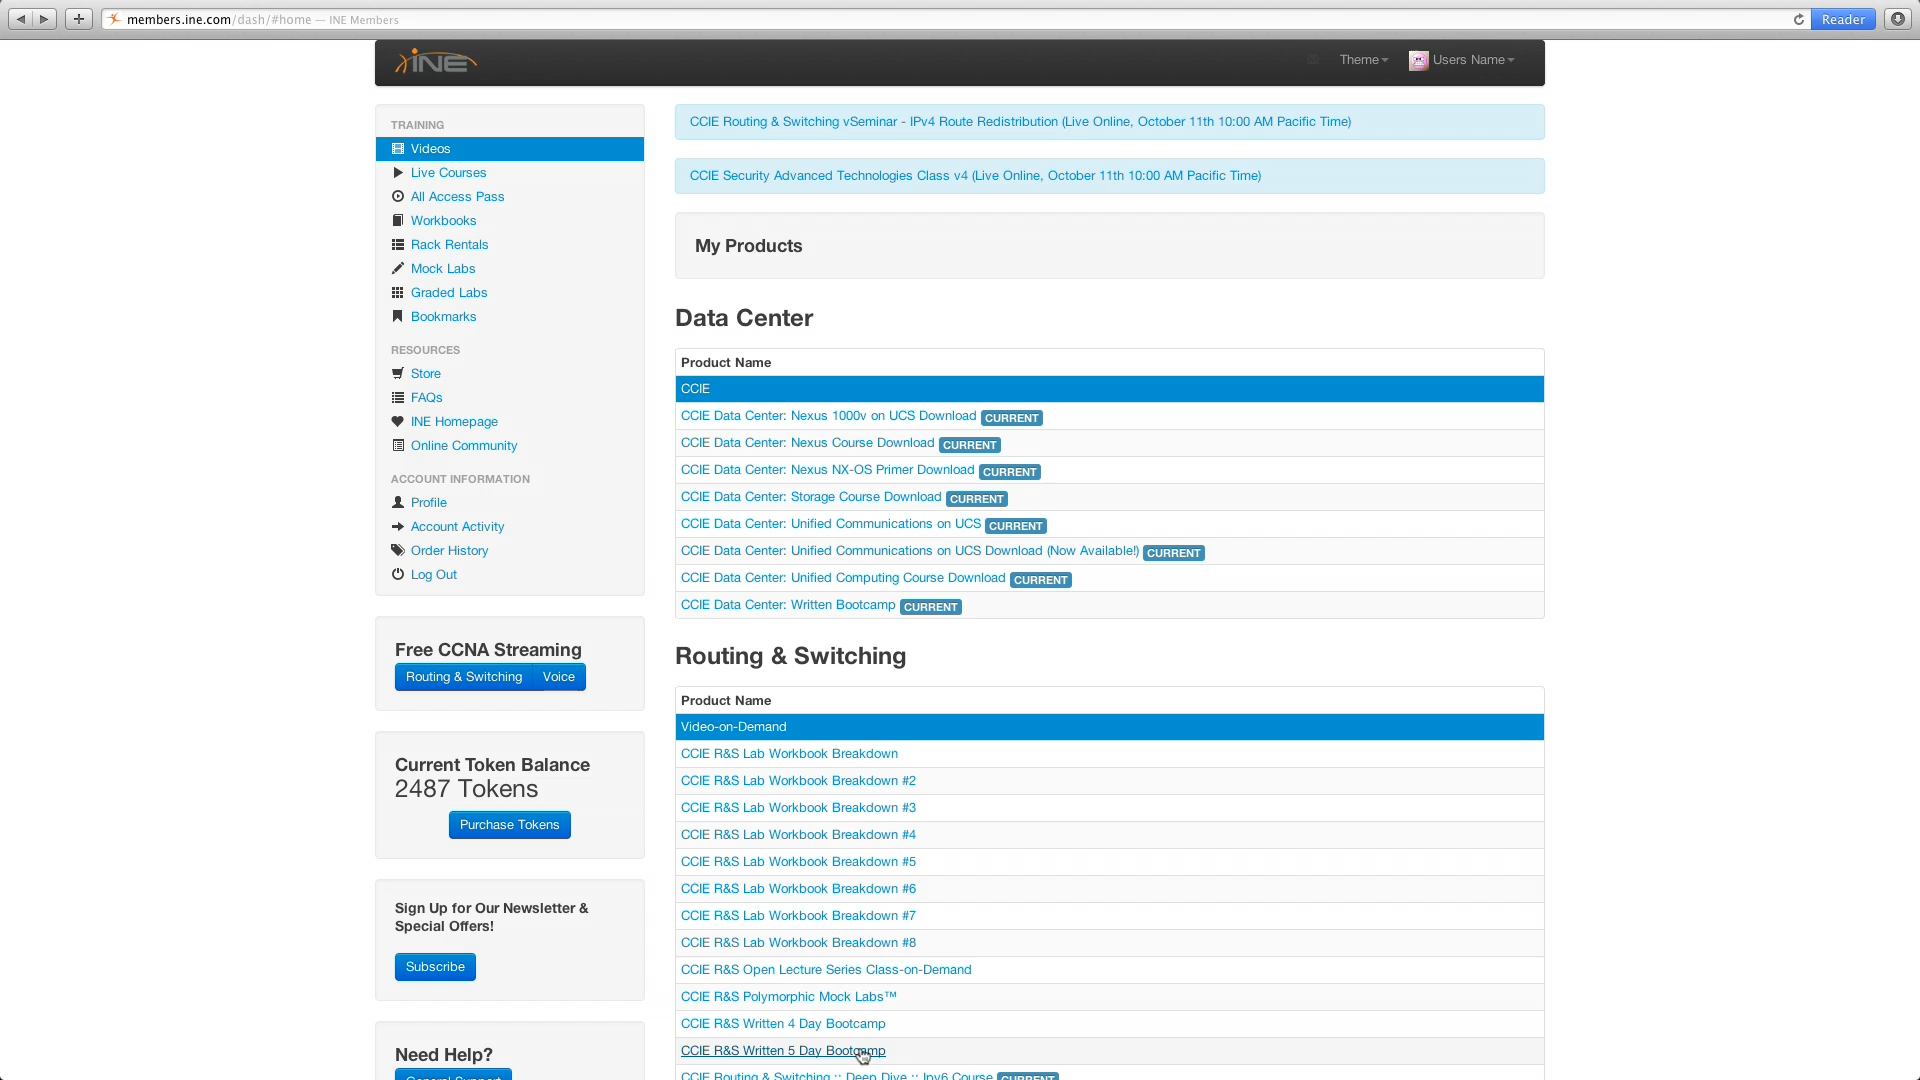 members.ine.com/dash/#home — INE Members
Reader
INE
Theme
Users Name
TRAINING
Videos
Live Courses
All Access Pass
Workbooks
Rack Rentals
Mock Labs
Graded Labs
Bookmarks
RESOURCES
Store
FAQs
INE Homepage
Online Community
ACCOUNT INFORMATION
Profile
Account Activity
Order History
Log Out
Free CCNA Streaming
Routing & Switching Voice
Current Token Balance
2487 Tokens
Purchase Tokens
Sign Up for Our Newsletter &
Special Offers!
Subscribe
Need Help?
General Support
CCIE Routing & Switching vSeminar - IPv4 Route Redistribution (Live Online, October 11th 10:00 AM Pacific Time)
CCIE Security Advanced Technologies Class v4 (Live Online, October 11th 10:00 AM Pacific Time)
My Products
Data Center
Product Name
CCIE
CCIE Data Center: Nexus 1000v on UCS Download CURRENT
CCIE Data Center: Nexus Course Download CURRENT
CCIE Data Center: Nexus NX-OS Primer Download CURRENT
CCIE Data Center: Storage Course Download CURRENT
CCIE Data Center: Unified Communications on UCS CURRENT
CCIE Data Center: Unified Communications on UCS Download (Now Available!) CURRENT
CCIE Data Center: Unified Computing Course Download CURRENT
CCIE Data Center: Written Bootcamp CURRENT
Routing & Switching
Product Name
Video-on-Demand
CCIE R&S Lab Workbook Breakdown
CCIE R&S Lab Workbook Breakdown #2
CCIE R&S Lab Workbook Breakdown #3
CCIE R&S Lab Workbook Breakdown #4
CCIE R&S Lab Workbook Breakdown #5
CCIE R&S Lab Workbook Breakdown #6
CCIE R&S Lab Workbook Breakdown #7
CCIE R&S Lab Workbook Breakdown #8
CCIE R&S Open Lecture Series Class-on-Demand
CCIE R&S Polymorphic Mock Labs™
CCIE R&S Written 4 Day Bootcamp
CCIE R&S Written 5 Day Bootcamp
CCIE Routing & Switching :: Deep Dive :: Ipv6 Course CURRENT